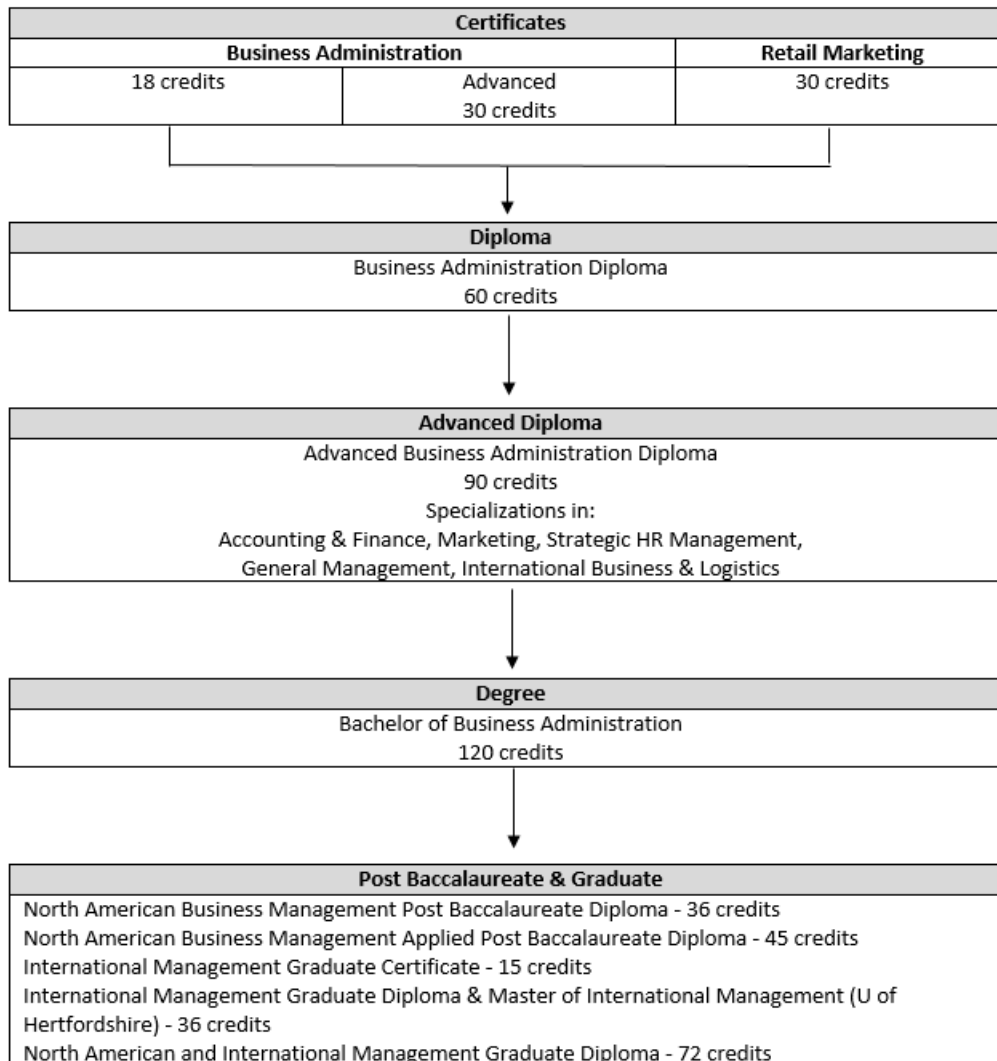 Certificates
Business Administration
Retail Marketing
18 credits
Advanced
30 credits
30 credits
Diploma
Business Administration Diploma
60 credits
Advanced Diploma
Advanced Business Administration Diploma
90 credits
Specializations in:
Accounting & Finance, Marketing, Strategic HR Management,
General Management, International Business & Logistics
Degree
Bachelor of Business Administration
120 credits
Post Baccalaureate & Graduate
North American Business Management Post Baccalaureate Diploma - 36 credits
North American Business Management Applied Post Baccalaureate Diploma - 45 credits
International Management Graduate Certificate - 15 credits
International Management Graduate Diploma & Master of International Management (U of
Hertfordshire) - 36 credits
North American and International Management Graduate Diploma - 72 credits